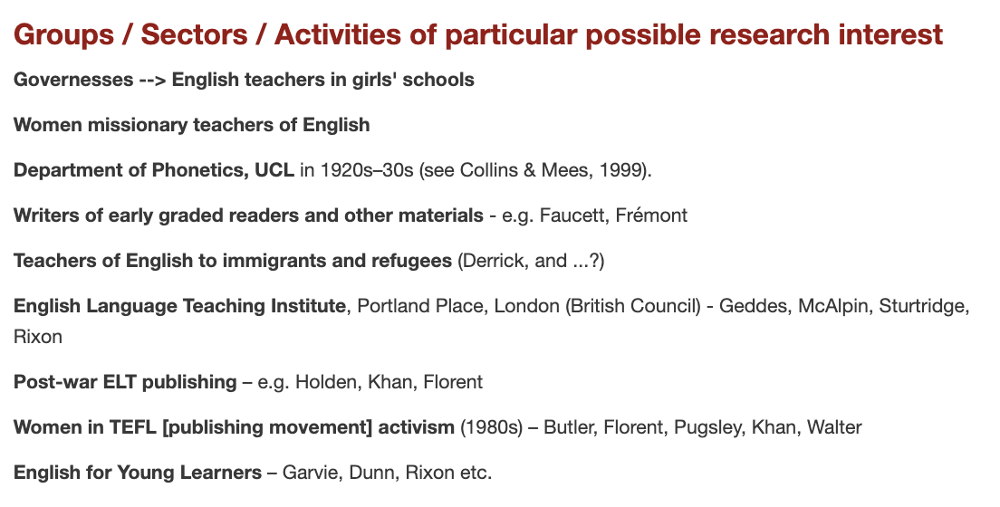 Groups / Sectors / Activities of particular possible research interest
Governesses --> English teachers in girls' schools
Women missionary teachers of English
Department of Phonetics, UCL in 1920s–30s (see Collins & Mees, 1999).
Writers of early graded readers and other materials - e.g. Faucett, Frémont
Teachers of English to immigrants and refugees (Derrick, and ...?)
English Language Teaching Institute, Portland Place, London (British Council) - Geddes, McAlpin, Sturtridge,
Rixon
Post-war ELT publishing – e.g. Holden, Khan, Florent
Women in TEFL [publishing movement] activism (1980s) – Butler, Florent, Pugsley, Khan, Walter
English for Young Learners – Garvie, Dunn, Rixon etc.